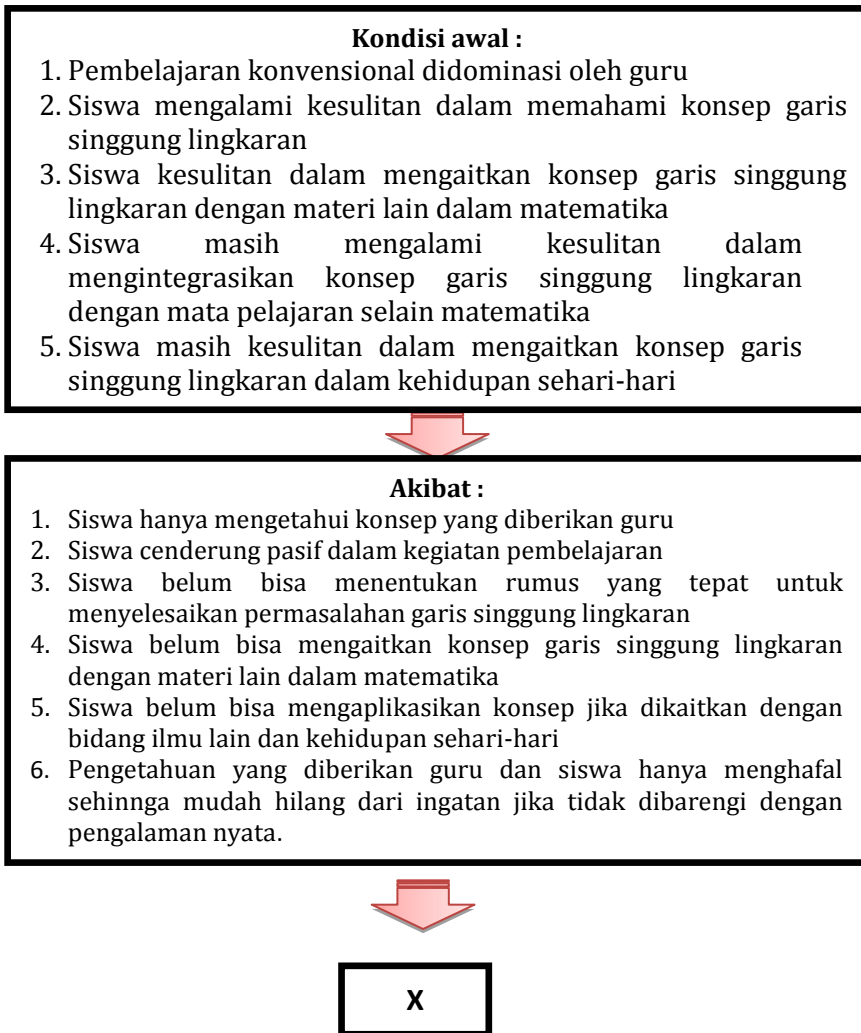 Kondisi awal :
1. Pembelajaran konvensional didominasi oleh guru
2. Siswa mengalami kesulitan dalam memahami konsep garis
singgung lingkaran
3. Siswa kesulitan dalam mengaitkan konsep garis singgung
lingkaran dengan materi lain dalam matematika
4. Siswa masih mengalami kesulitan dalam
mengintegrasikan konsep garis singgung lingkaran
dengan mata pelajaran selain matematika
5. Siswa masih kesulitan dalam mengaitkan konsep garis
singgung lingkaran dalam kehidupan sehari-hari
Akibat :
1. Siswa hanya mengetahui konsep yang diberikan guru
2. Siswa cenderung pasif dalam kegiatan pembelajaran
3. Siswa belum bisa menentukan rumus yang tepat untuk
menyelesaikan permasalahan garis singgung lingkaran
4. Siswa belum bisa mengaitkan konsep garis singgung lingkaran
dengan materi lain dalam matematika
5. Siswa belum bisa mengaplikasikan konsep jika dikaitkan dengan
bidang ilmu lain dan kehidupan sehari-hari
6. Pengetahuan yang diberikan guru dan siswa hanya menghafal
sehinnga mudah hilang dari ingatan jika tidak dibarengi dengan
pengalaman nyata.
X